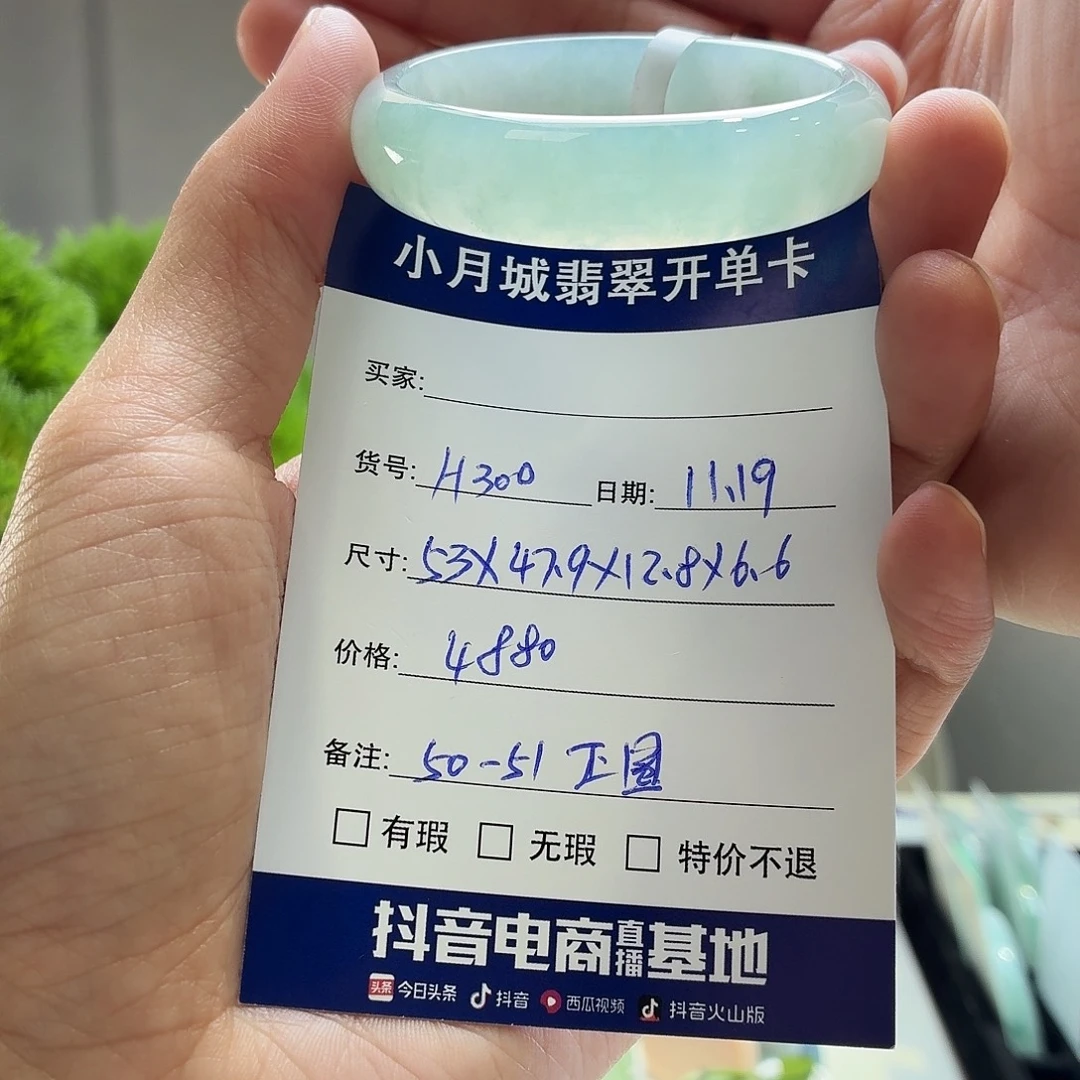 小月城翡翠开单卡
买家:
货号: H300 日期: 11.19
尺寸: 53X47.9X12.8X6.6
价格: 4880
备注: 50-51 正圆
有瑕 无瑕 特价不退
抖音电商直播基地
头条 今日头条 抖音 西瓜视频 抖音火山版